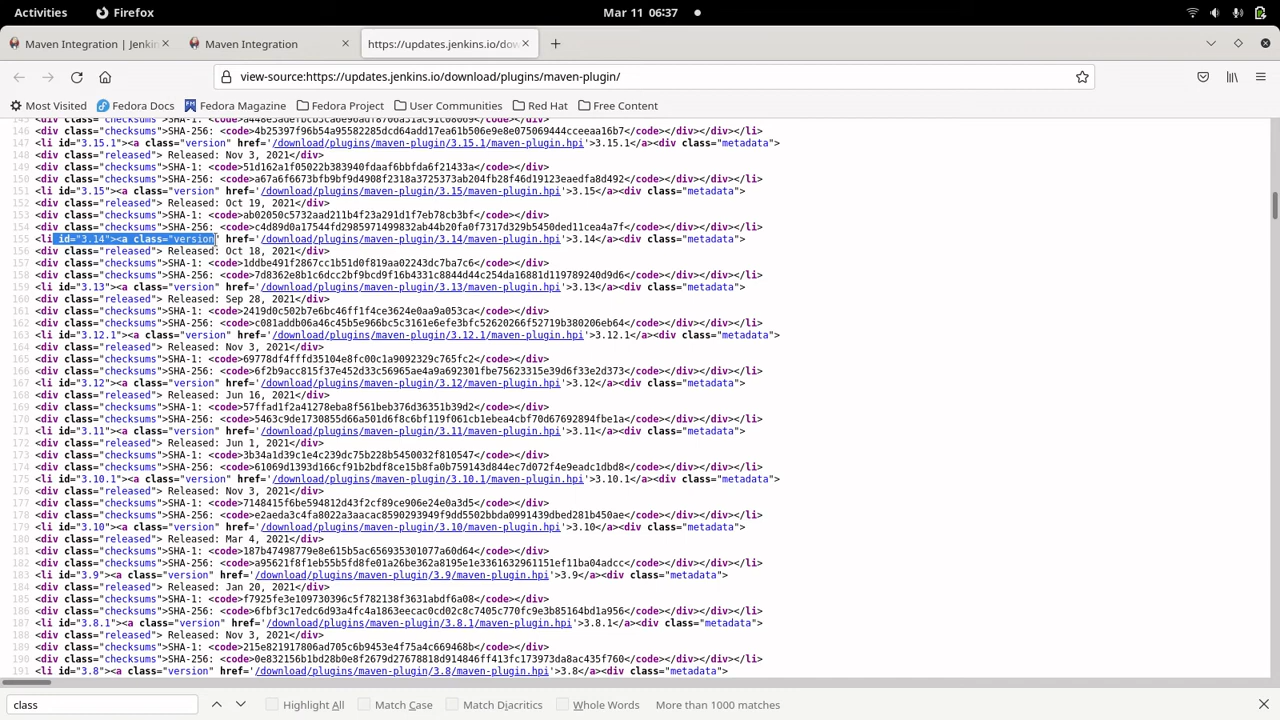 Activities
Firefox
Mar 11 06:37
Maven Integration | Jenkin
Maven Integration
https://updates.jenkins.io/dow
view-source:https://updates.jenkins.io/download/plugins/maven-plugin/
Most Visited
Fedora Docs
Fedora Magazine
Fedora Project
User Communities
Red Hat
Free Content
146 <div class="checksums">SHA-256: <code>4b25397f96b54a95582285dcd64add17ea61b506e9e8e075069444cceeaa16b7</code></div></div></li>
147 <li id="3.15.1"><a class="version" href='/download/plugins/maven-plugin/3.15.1/maven-plugin.hpi'>3.15.1</a><div class="metadata">
148 <div class="released"> Released: Nov 3, 2021</div>
149 <div class="checksums">SHA-1: <code>51d162a1f05022b383940fdaaf6bbfda6f21433a</code></div>
150 <div class="checksums">SHA-256: <code>a67a6f6673bfb9bf9d4908f2318a3725373ab204fb28f46d19123eaedfa8d492</code></div></div></li>
151 <li id="3.15"><a class="version" href='/download/plugins/maven-plugin/3.15/maven-plugin.hpi'>3.15</a><div class="metadata">
152 <div class="released"> Released: Oct 19, 2021</div>
153 <div class="checksums">SHA-1: <code>ab02050c5732aad211b4f23a291d1f7eb78cb3bf</code></div>
154 <div class="checksums">SHA-256: <code>c4d89d0a17544fd2985971499832ab44b20fa0f7317d329b5450ded11cea4a7f</code></div></div></li>
155 <li id="3.14"><a class="version" href='/download/plugins/maven-plugin/3.14/maven-plugin.hpi'>3.14</a><div class="metadata">
156 <div class="released"> Released: Oct 18, 2021</div>
157 <div class="checksums">SHA-1: <code>1ddbe491f2867cc1b51d0f819aa02243dc7ba7c6</code></div>
158 <div class="checksums">SHA-256: <code>7d8362e8b1c6dcc2bf9bcd9f16b4331c8844d44c254da16881d119789240d9d6</code></div></div></li>
159 <li id="3.13"><a class="version" href='/download/plugins/maven-plugin/3.13/maven-plugin.hpi'>3.13</a><div class="metadata">
160 <div class="released"> Released: Sep 28, 2021</div>
161 <div class="checksums">SHA-1: <code>2419d0c502b7e6bc46ff1f4ce3624e0aa9a053ca</code></div>
162 <div class="checksums">SHA-256: <code>c081addb06a46c45b5e966bc5c3161e6efe3bfc52620266f52719b380206eb64</code></div></div></li>
163 <li id="3.12.1"><a class="version" href='/download/plugins/maven-plugin/3.12.1/maven-plugin.hpi'>3.12.1</a><div class="metadata">
164 <div class="released"> Released: Nov 3, 2021</div>
165 <div class="checksums">SHA-1: <code>69778df4fffd35104e8fc00c1a9092329c765fc2</code></div>
166 <div class="checksums">SHA-256: <code>6f2b9acc815f37e452d33c56965ae4a9a692301fbe75623315e39d6f33e2d373</code></div></div></li>
167 <li id="3.12"><a class="version" href='/download/plugins/maven-plugin/3.12/maven-plugin.hpi'>3.12</a><div class="metadata">
168 <div class="released"> Released: Jun 16, 2021</div>
169 <div class="checksums">SHA-1: <code>57ffad1f2a41278eba8f561beb376d36351b39d2</code></div>
170 <div class="checksums">SHA-256: <code>5463c9de1730855d66a501d6f8c6bf119f061cb1ebea4cbf70d67692894fbe1a</code></div></div></li>
171 <li id="3.11"><a class="version" href='/download/plugins/maven-plugin/3.11/maven-plugin.hpi'>3.11</a><div class="metadata">
172 <div class="released"> Released: Jun 1, 2021</div>
173 <div class="checksums">SHA-1: <code>3b34a1d39c1e4c239dc75b228b5450032f810547</code></div>
174 <div class="checksums">SHA-256: <code>61069d1393d166cf91b2bdf8ce15b8fa0b759143d844ec7d072f4e9eadc1dbd8</code></div></div></li>
175 <li id="3.10.1"><a class="version" href='/download/plugins/maven-plugin/3.10.1/maven-plugin.hpi'>3.10.1</a><div class="metadata">
176 <div class="released"> Released: Nov 3, 2021</div>
177 <div class="checksums">SHA-1: <code>7148415f6be594812d43f2cf89ce906e24e0a3d5</code></div>
178 <div class="checksums">SHA-256: <code>e2aeda3c4fa8022a3aacac8590293949f9dd5502bbda0991439dbed281b450ae</code></div></div></li>
179 <li id="3.10"><a class="version" href='/download/plugins/maven-plugin/3.10/maven-plugin.hpi'>3.10</a><div class="metadata">
180 <div class="released"> Released: Mar 4, 2021</div>
181 <div class="checksums">SHA-1: <code>187b47498779e8e615b5ac656935301077a60d64</code></div>
182 <div class="checksums">SHA-256: <code>a95621f8f1eb55b5fd8fe01a26be362a8195e1e3361632961151ef11ba04adcc</code></div></div></li>
183 <li id="3.9"><a class="version" href='/download/plugins/maven-plugin/3.9/maven-plugin.hpi'>3.9</a><div class="metadata">
184 <div class="released"> Released: Jan 20, 2021</div>
185 <div class="checksums">SHA-1: <code>f7925fe3e109730396c5f782138f3631abdf6a08</code></div>
186 <div class="checksums">SHA-256: <code>6fbf3c17edc6d93a4fc4a1863eecac0cd02c8c7405c770fc9e3b85164bd1a956</code></div></div></li>
187 <li id="3.8.1"><a class="version" href='/download/plugins/maven-plugin/3.8.1/maven-plugin.hpi'>3.8.1</a><div class="metadata">
188 <div class="released"> Released: Nov 3, 2021</div>
189 <div class="checksums">SHA-1: <code>215e821917806ad705c6b9453e4f75a4c669468b</code></div>
190 <div class="checksums">SHA-256: <code>0e832156b1bd28b0e8f2679d27678818d914846ff413fc173973da8ac435f760</code></div></div></li>
191 <li id="3.8"><a class="version" href='/download/plugins/maven-plugin/3.8/maven-plugin.hpi'>3.8</a><div class="metadata">
class
Highlight All
Match Case
Match Diacritics
Whole Words
More than 1000 matches